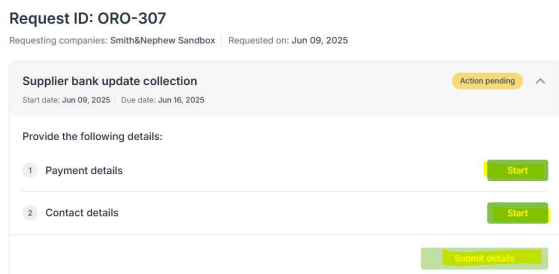 Request ID: ORO-307
Requesting companies: Smith&Nephew Sandbox Requested on: Jun 09, 2025
Supplier bank update collection Action pending
Start date: Jun 09, 2025 Due date: Jun 16, 2025
Provide the following details:
1 Payment details Start
2 Contact details Start
Submit details